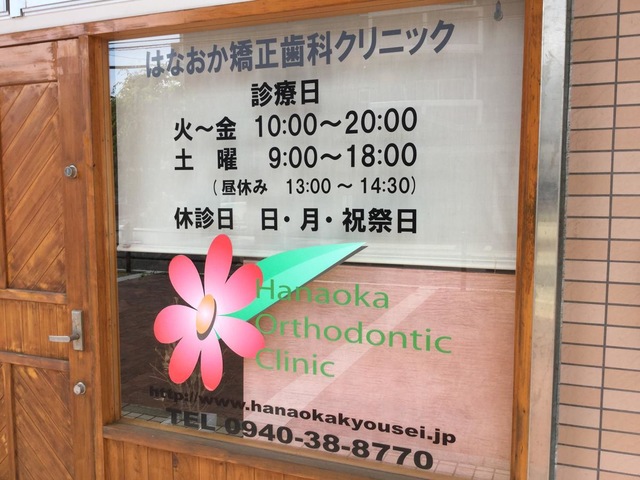 はなおか矯正歯科クリニック
診療日
火～金 10:00～20:00
土 曜 9:00～18:00
(昼休み 13:00～14:30)
休診日 日・月・祝祭日
Hanaoka
Orthodontic
Clinic
http://www.hanaokakyousei.jp
TEL 0940-38-8770